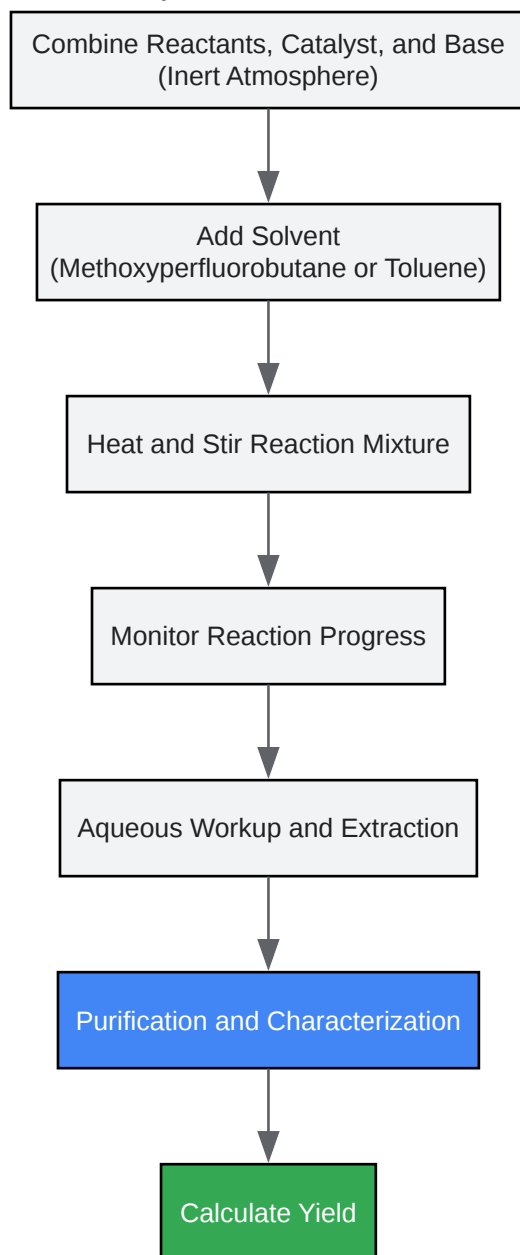 Combine Reactants, Catalyst, and Base
(Inert Atmosphere)
Add Solvent
(Methoxyperfluorobutane or Toluene)
Heat and Stir Reaction Mixture
Monitor Reaction Progress
Aqueous Workup and Extraction
Purification and Characterization
Calculate Yield